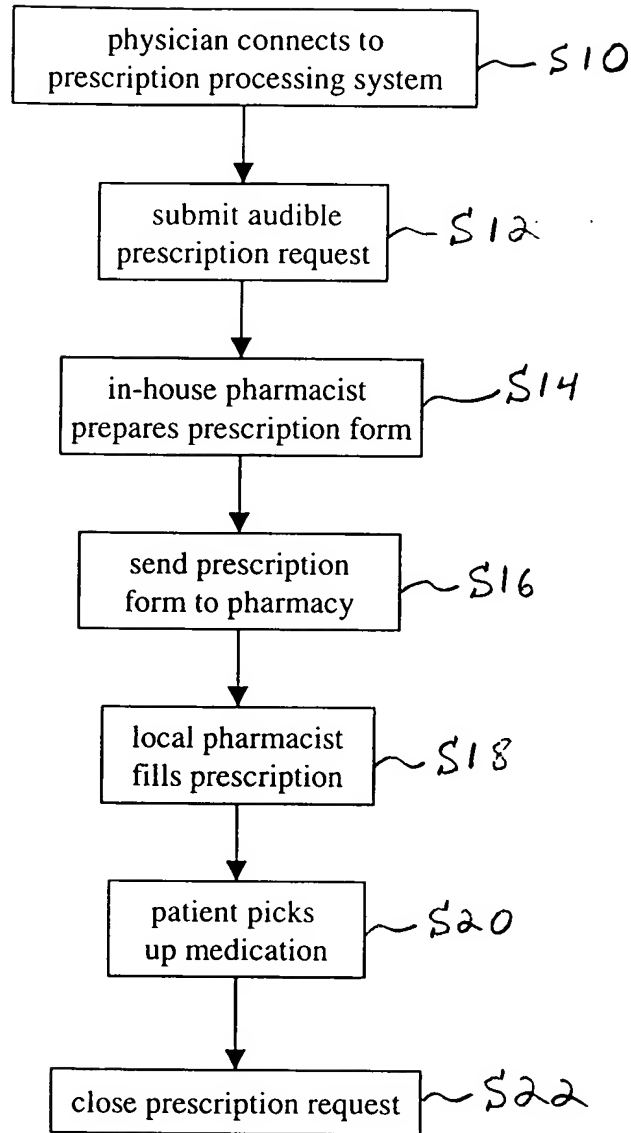 physician connects to
prescription processing system
S10
submit audible
prescription request
S12
in-house pharmacist
prepares prescription form
S14
send prescription
form to pharmacy
S16
local pharmacist
fills prescription
S18
patient picks
up medication
S20
close prescription request
S22